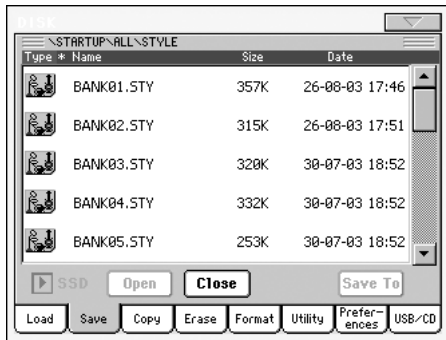 DISK
\STARTUP\ALL\STYLE
Type * Name Size Date
BANK01.STY 357K 26-08-03 17:46
BANK02.STY 315K 26-08-03 17:51
BANK03.STY 320K 30-07-03 18:52
BANK04.STY 332K 30-07-03 18:52
BANK05.STY 253K 30-07-03 18:52
SSD Open Close Save To
Load Save Copy Erase Format Utility Prefer-ences USB/CD